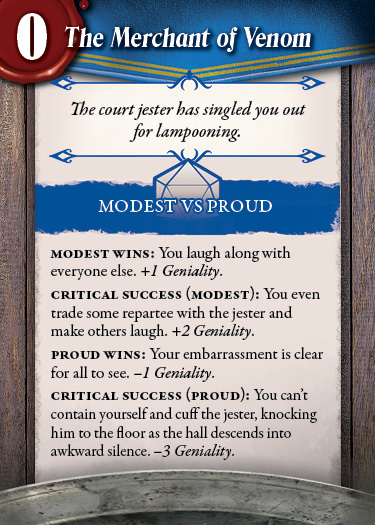 0 The Merchant of Venom
The court jester has singled you out
for lampooning.
MODEST VS PROUD
MODEST WINS: You laugh along with
everyone else. +1 Geniality.
CRITICAL SUCCESS (MODEST): You even
trade some repartee with the jester and
make others laugh. +2 Geniality.
PROUD WINS: Your embarrassment is clear
for all to see. –1 Geniality.
CRITICAL SUCCESS (PROUD): You can't
contain yourself and cuff the jester, knocking
him to the floor as the hall descends into
awkward silence. –3 Geniality.